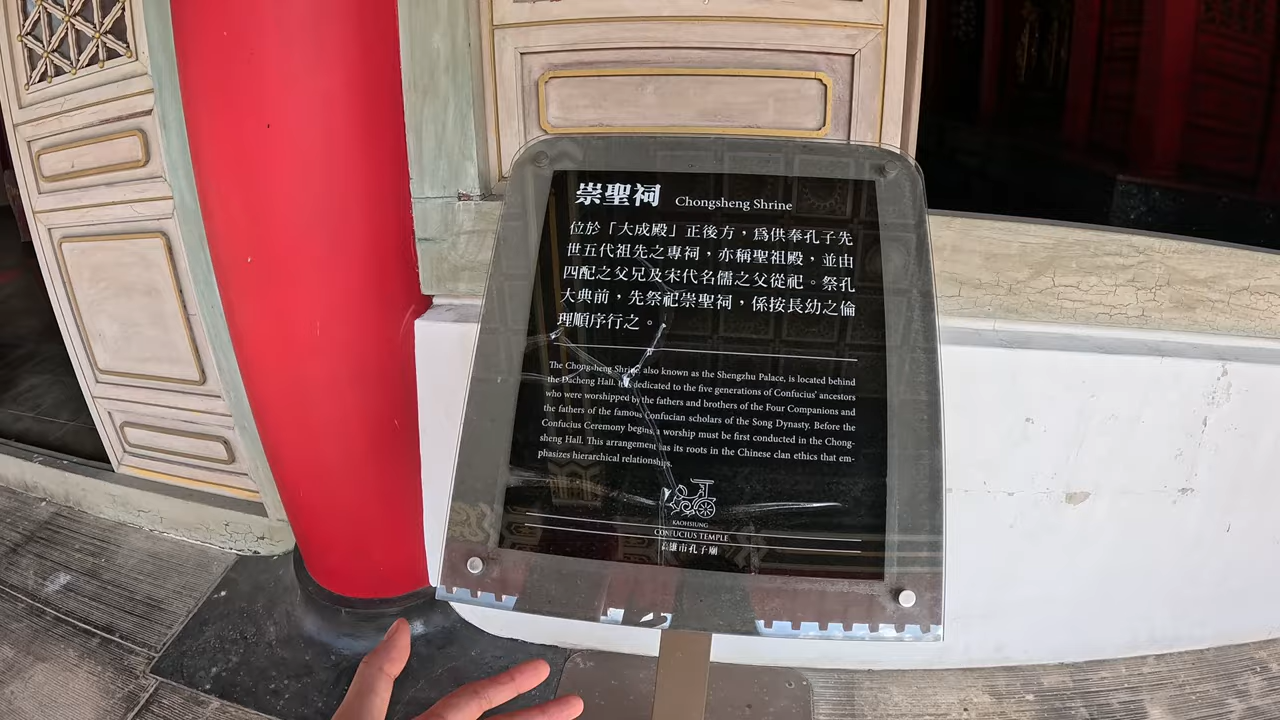 崇聖祠 Chongsheng Shrine
位於「大成殿」正後方，為供奉孔子先
世五代祖先之專祠，亦稱聖祖殿，並由
四配之父兄及宋代名儒之父從祀。祭孔
大典前，先祭祀崇聖祠，係按長幼之倫
理順序行之。
The Chongsheng Shrine, also known as the Shengzhu Palace, is located behind
the Dacheng Hall. It is dedicated to the five generations of Confucius' ancestors
who were worshipped by the fathers and brothers of the Four Companions and
the fathers of the famous Confucian scholars of the Song Dynasty. Before the
Confucius Ceremony begins, a worship must be first conducted in the Chong-
sheng Hall. This arrangement has its roots in the Chinese clan ethics that em-
phasizes hierarchical relationships.
KAOHSIUNG
CONFUCIUS TEMPLE
高雄市孔子廟